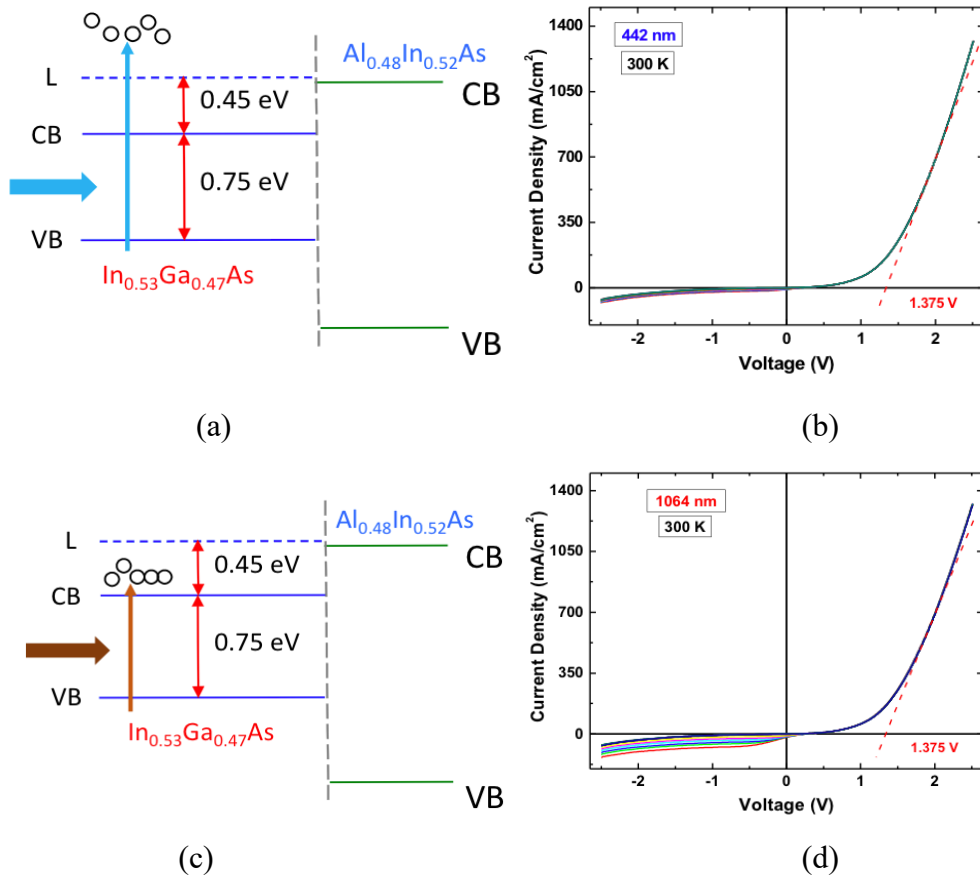 L
CB
VB
0.45 eV
0.75 eV
In0.53Ga0.47As
Al0.48In0.52As
CB
VB
(a)
1400
1050
700
350
0
Current Density (mA/cm²)
442 nm
300 K
1.375 V
-2
-1
0
1
2
Voltage (V)
(b)
L
CB
VB
0.45 eV
0.75 eV
In0.53Ga0.47As
Al0.48In0.52As
CB
VB
(c)
1400
1050
700
350
0
Current Density (mA/cm²)
1064 nm
300 K
1.375 V
-2
-1
0
1
2
Voltage (V)
(d)